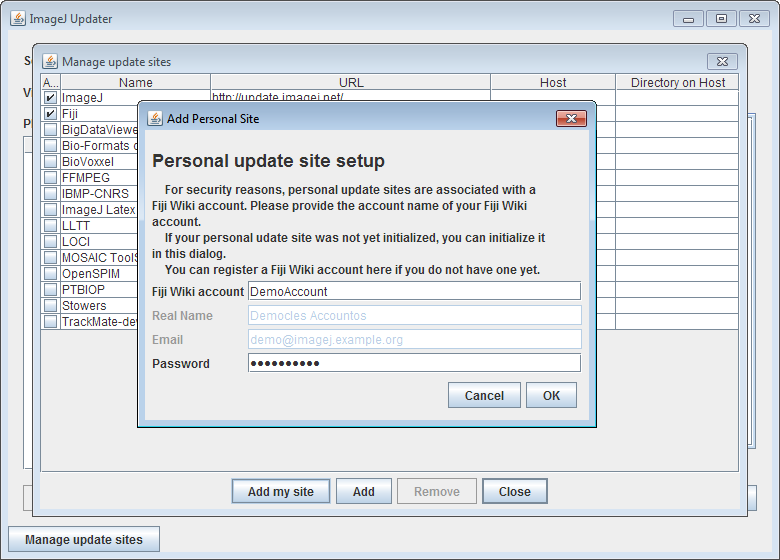 ImageJ Updater
Manage update sites
A... Name URL Host Directory on Host
ImageJ http://update.imagej.net/
Fiji
BigDataViewe
Bio-Formats
BioVoxxel
FFMPEG
IBMP-CNRS
ImageJ Latex
LLTT
LOCI
MOSAIC ToolS
OpenSPIM
PTBIOP
Stowers
TrackMate-dev
Add Personal Site
Personal update site setup
For security reasons, personal update sites are associated with a
Fiji Wiki account. Please provide the account name of your Fiji Wiki
account.
If your personal udate site was not yet initialized, you can initialize it
in this dialog.
You can register a Fiji Wiki account here if you do not have one yet.
Fiji Wiki account DemoAccount
Real Name Democles Accountos
Email demo@imagej.example.org
Password ●●●●●●●●●●
Cancel OK
Add my site Add Remove Close
Manage update sites